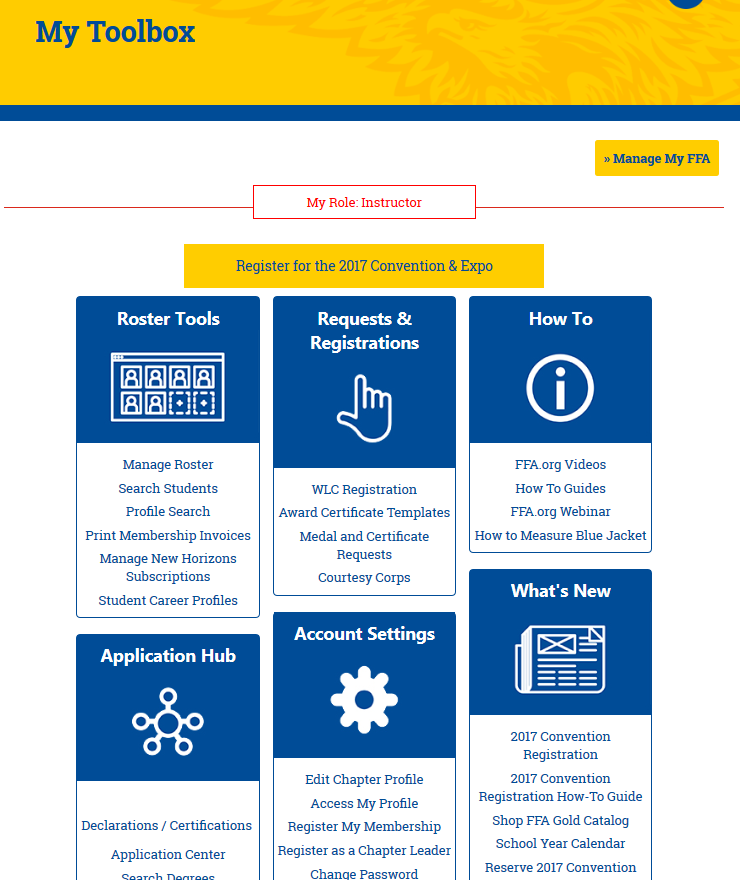 My Toolbox
» Manage My FFA
My Role: Instructor
Register for the 2017 Convention & Expo
Roster Tools
Manage Roster
Search Students
Profile Search
Print Membership Invoices
Manage New Horizons
Subscriptions
Student Career Profiles
Application Hub
Declarations / Certifications
Application Center
Search Degrees
Requests &
Registrations
WLC Registration
Award Certificate Templates
Medal and Certificate
Requests
Courtesy Corps
Account Settings
Edit Chapter Profile
Access My Profile
Register My Membership
Register as a Chapter Leader
Change Password
How To
FFA.org Videos
How To Guides
FFA.org Webinar
How to Measure Blue Jacket
What's New
2017 Convention
Registration
2017 Convention
Registration How-To Guide
Shop FFA Gold Catalog
School Year Calendar
Reserve 2017 Convention